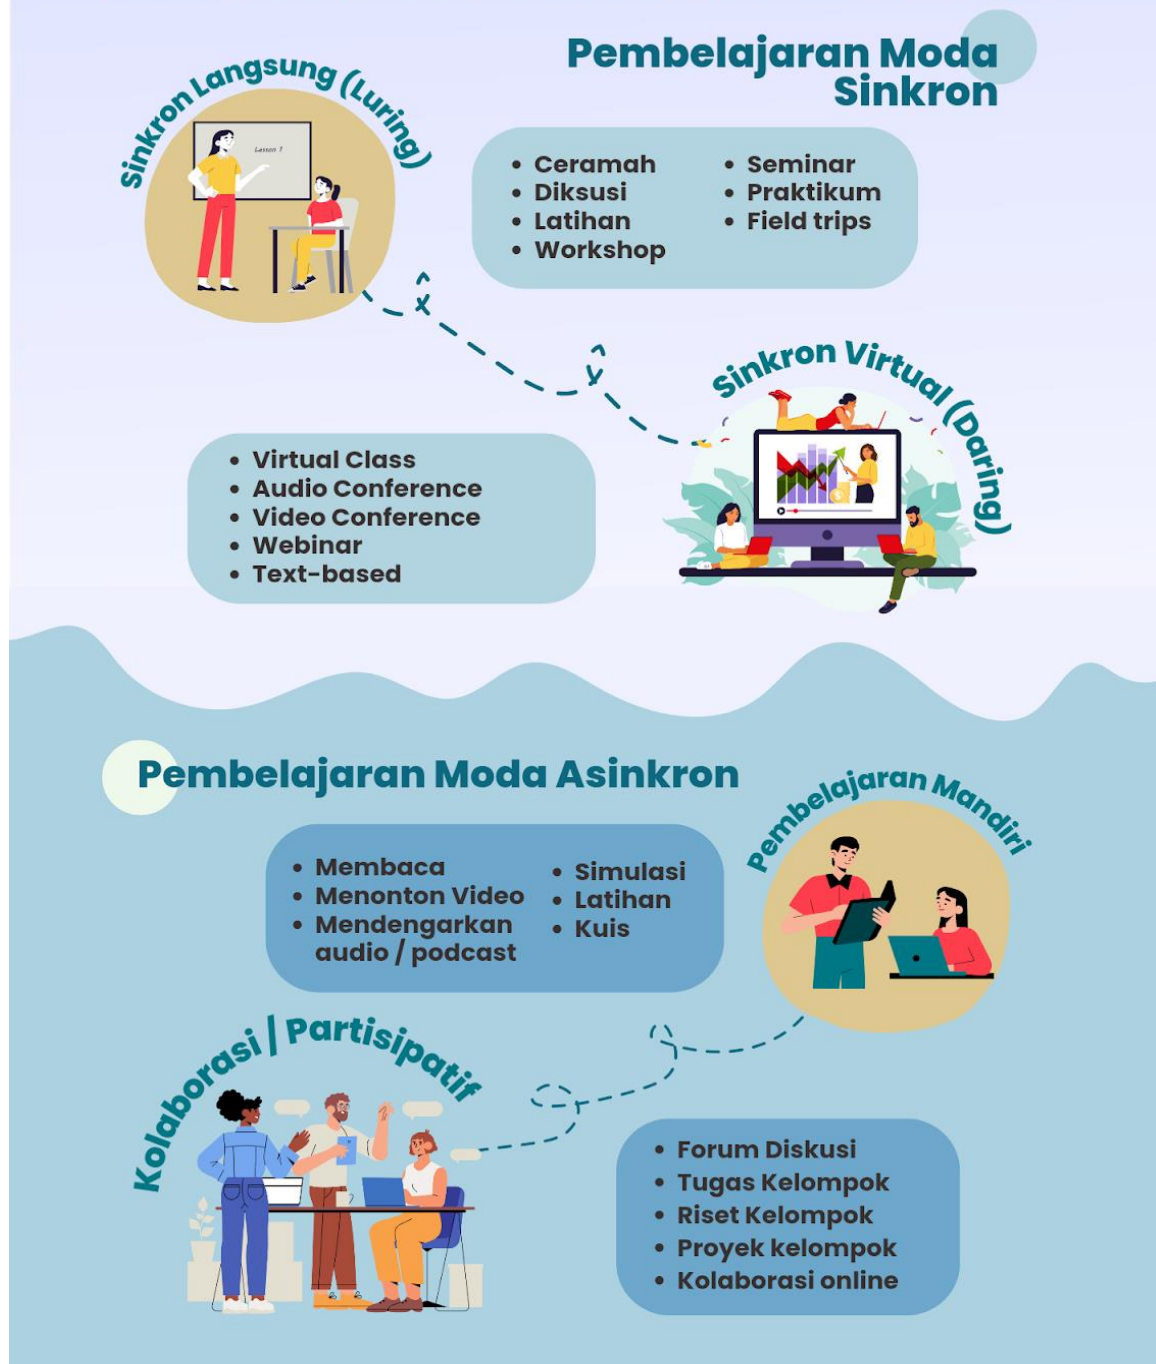 Pembelajaran Moda
Sinkron
Sinkron Langsung (Luring)
Lesson 1
• Ceramah
• Diksusi
• Latihan
• Workshop
• Seminar
• Praktikum
• Field trips
Sinkron Virtual (Daring)
• Virtual Class
• Audio Conference
• Video Conference
• Webinar
• Text-based
Pembelajaran Moda Asinkron
Pembelajaran Mandiri
• Membaca
• Menonton Video
• Mendengarkan
audio / podcast
• Simulasi
• Latihan
• Kuis
Kolaborasi / Partisipatif
• Forum Diskusi
• Tugas Kelompok
• Riset Kelompok
• Proyek kelompok
• Kolaborasi online